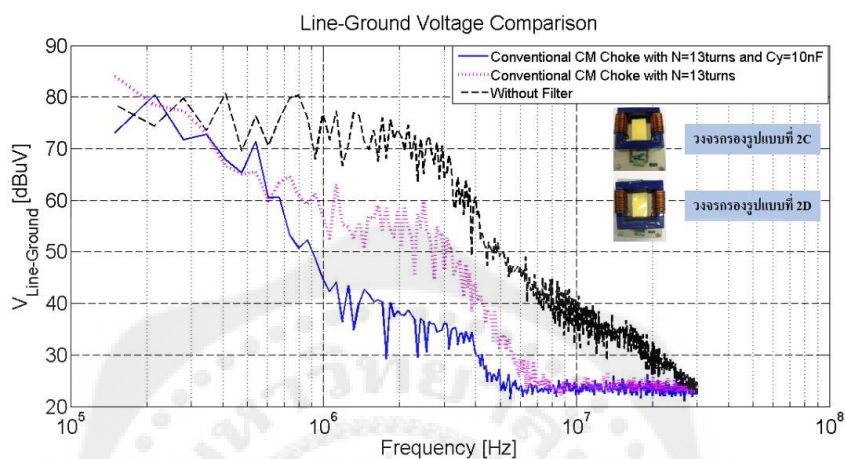 Line-Ground Voltage Comparison
90
80
70
60
50
40
30
20
V Line-Ground [dBuV]
Conventional CM Choke with N=13turns and Cy=10nF
Conventional CM Choke with N=13turns
Without Filter
วงจรกรองรูปแบบที่ 2C
วงจรกรองรูปแบบที่ 2D
10^5
10^6
10^7
10^8
Frequency [Hz]